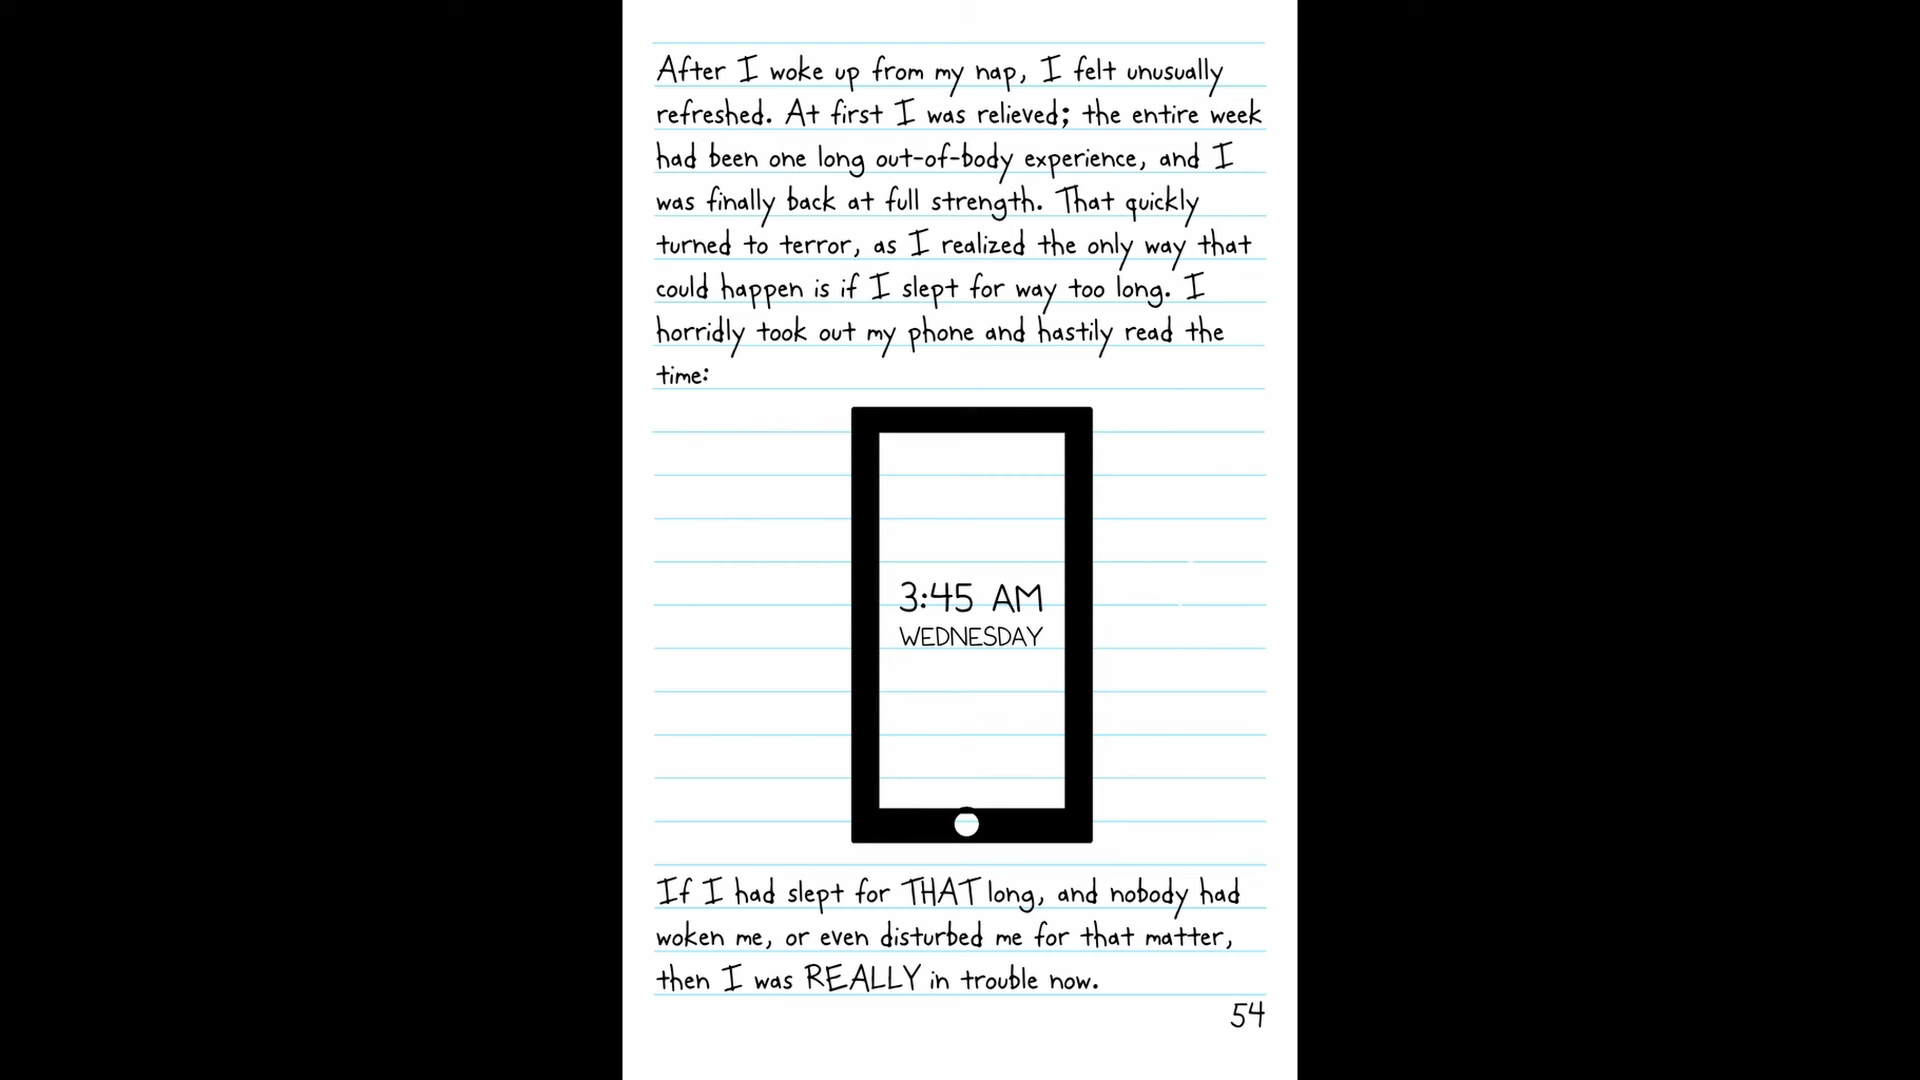 After I woke up from my nap, I felt unusually
refreshed. At first I was relieved; the entire week
had been one long out-of-body experience, and I
was finally back at full strength. That quickly
turned to terror, as I realized the only way that
could happen is if I slept for way too long. I
horridly took out my phone and hastily read the
time:
3:45 AM
WEDNESDAY
If I had slept for THAT long, and nobody had
woken me, or even disturbed me for that matter,
then I was REALLY in trouble now.
54